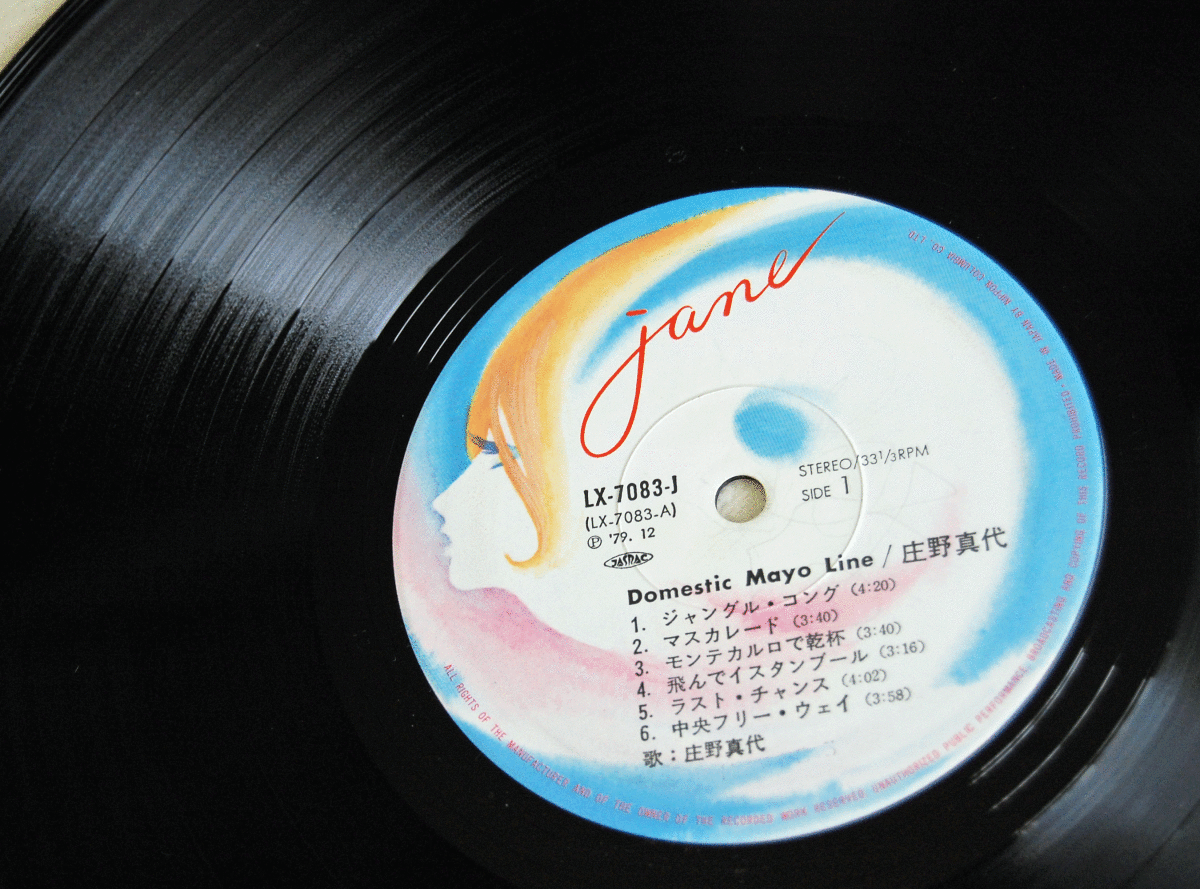 jane
STEREO/33 1/3 RPM
SIDE 1
LX-7083-J
(LX-7083-A)
Ⓟ '79. 12
JASRAC
Domestic Mayo Line / 庄野真代
1. ジャングル・コング (4:20)
2. マスカレード (3:40)
3. モンテカルロで乾杯 (3:40)
4. 飛んでイスタンブール (3:16)
5. ラスト・チャンス (4:02)
6. 中央フリー・ウェイ (3:58)
歌：庄野真代
ALL RIGHTS OF THE MANUFACTURER AND OF THE OWNER OF THE RECORDED WORK RESERVED. UNAUTHORIZED PUBLIC PERFORMANCE, BROADCASTING AND COPYING OF THIS RECORD PROHIBITED・MADE IN JAPAN BY NIPPON COLUMBIA CO. LTD